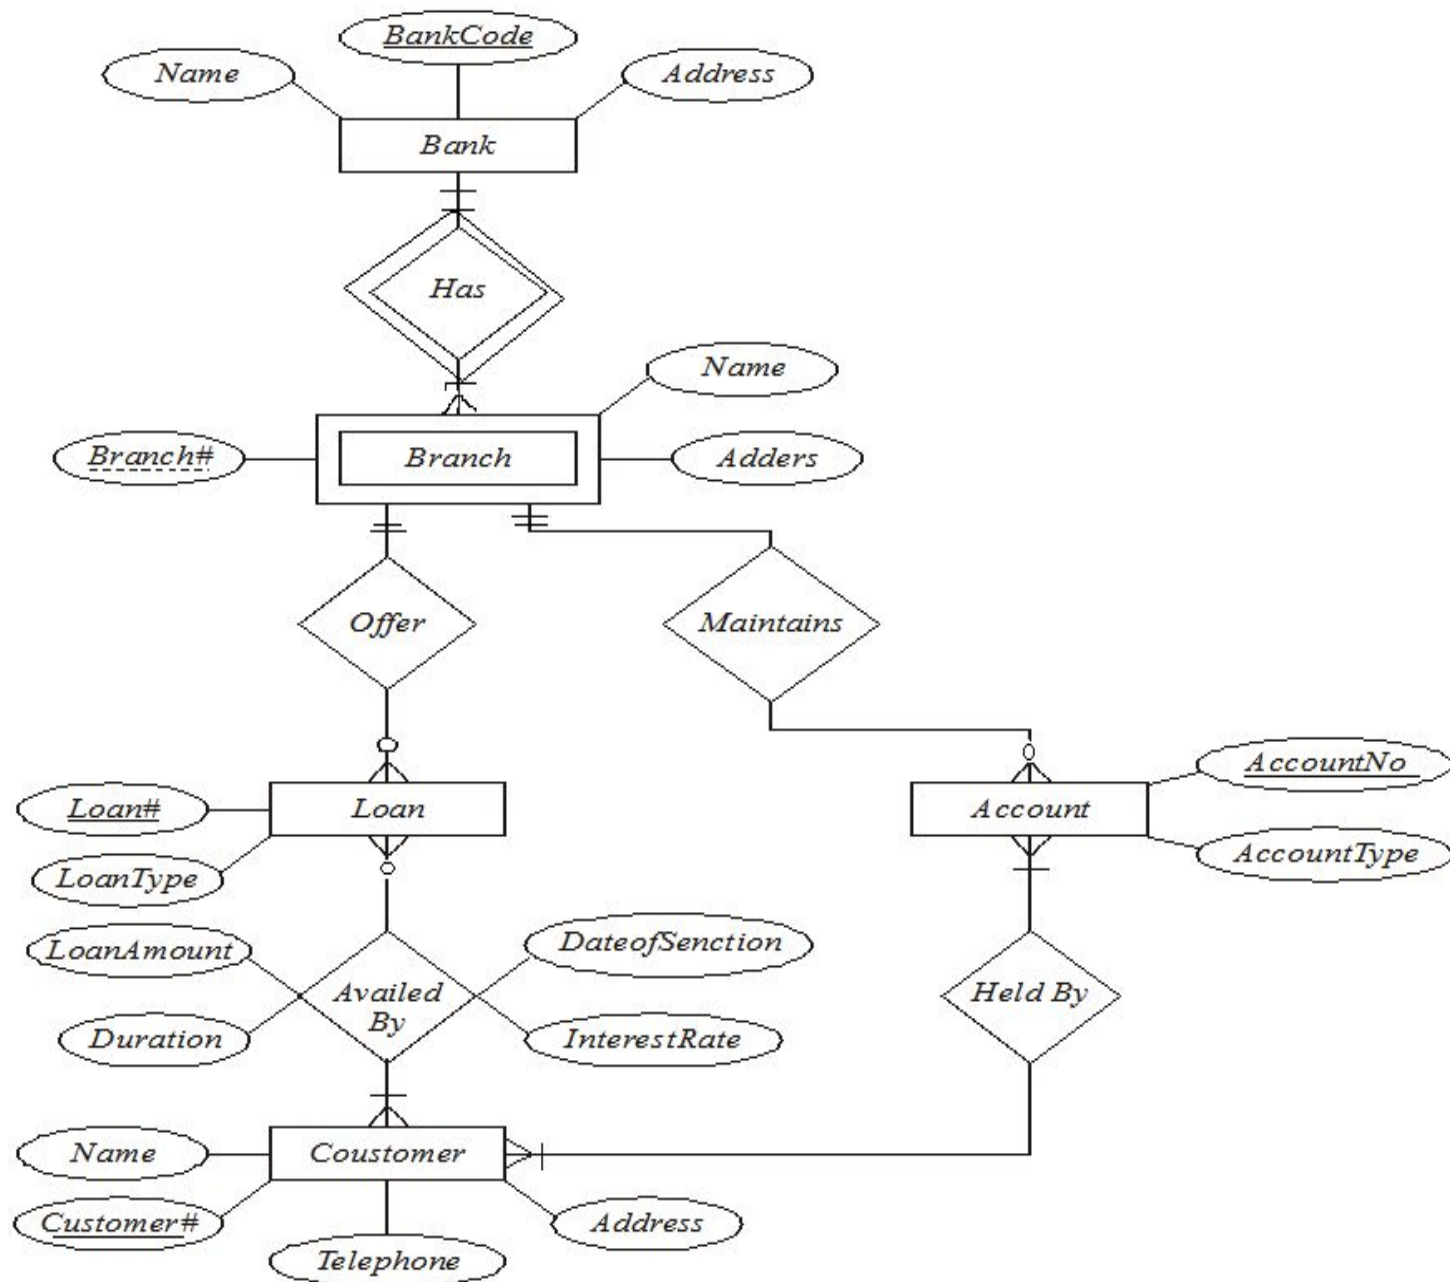 BankCode
Name
Address
Bank
Has
Name
Branch#
Branch
Adders
Offer
Maintains
AccountNo
Loan#
Loan
Account
LoanType
AccountType
LoanAmount
DateofSenction
Availed
By
Held By
Duration
InterestRate
Name
Coustomer
Customer#
Address
Telephone